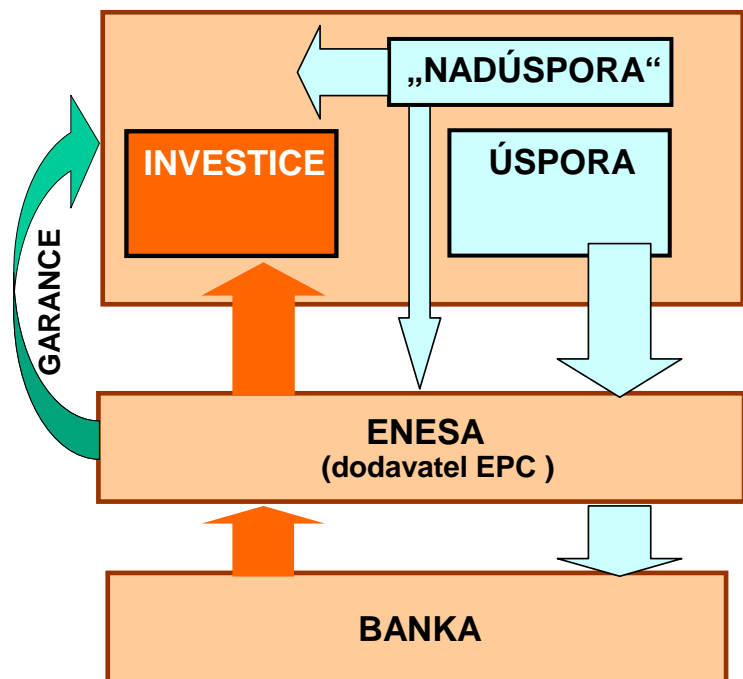 „NADÚSPORA“
INVESTICE
ÚSPORA
GARANCE
ENESA
(dodavatel EPC )
BANKA